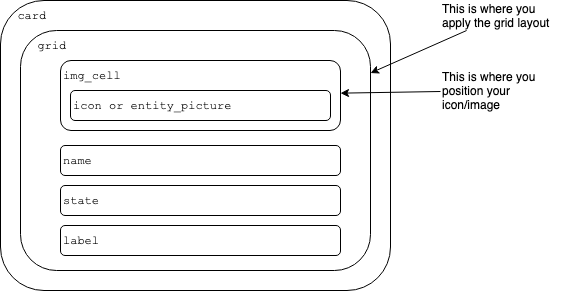 card
This is where you
apply the grid layout
grid
img_cell
This is where you
position your
icon/image
icon or entity_picture
name
state
label